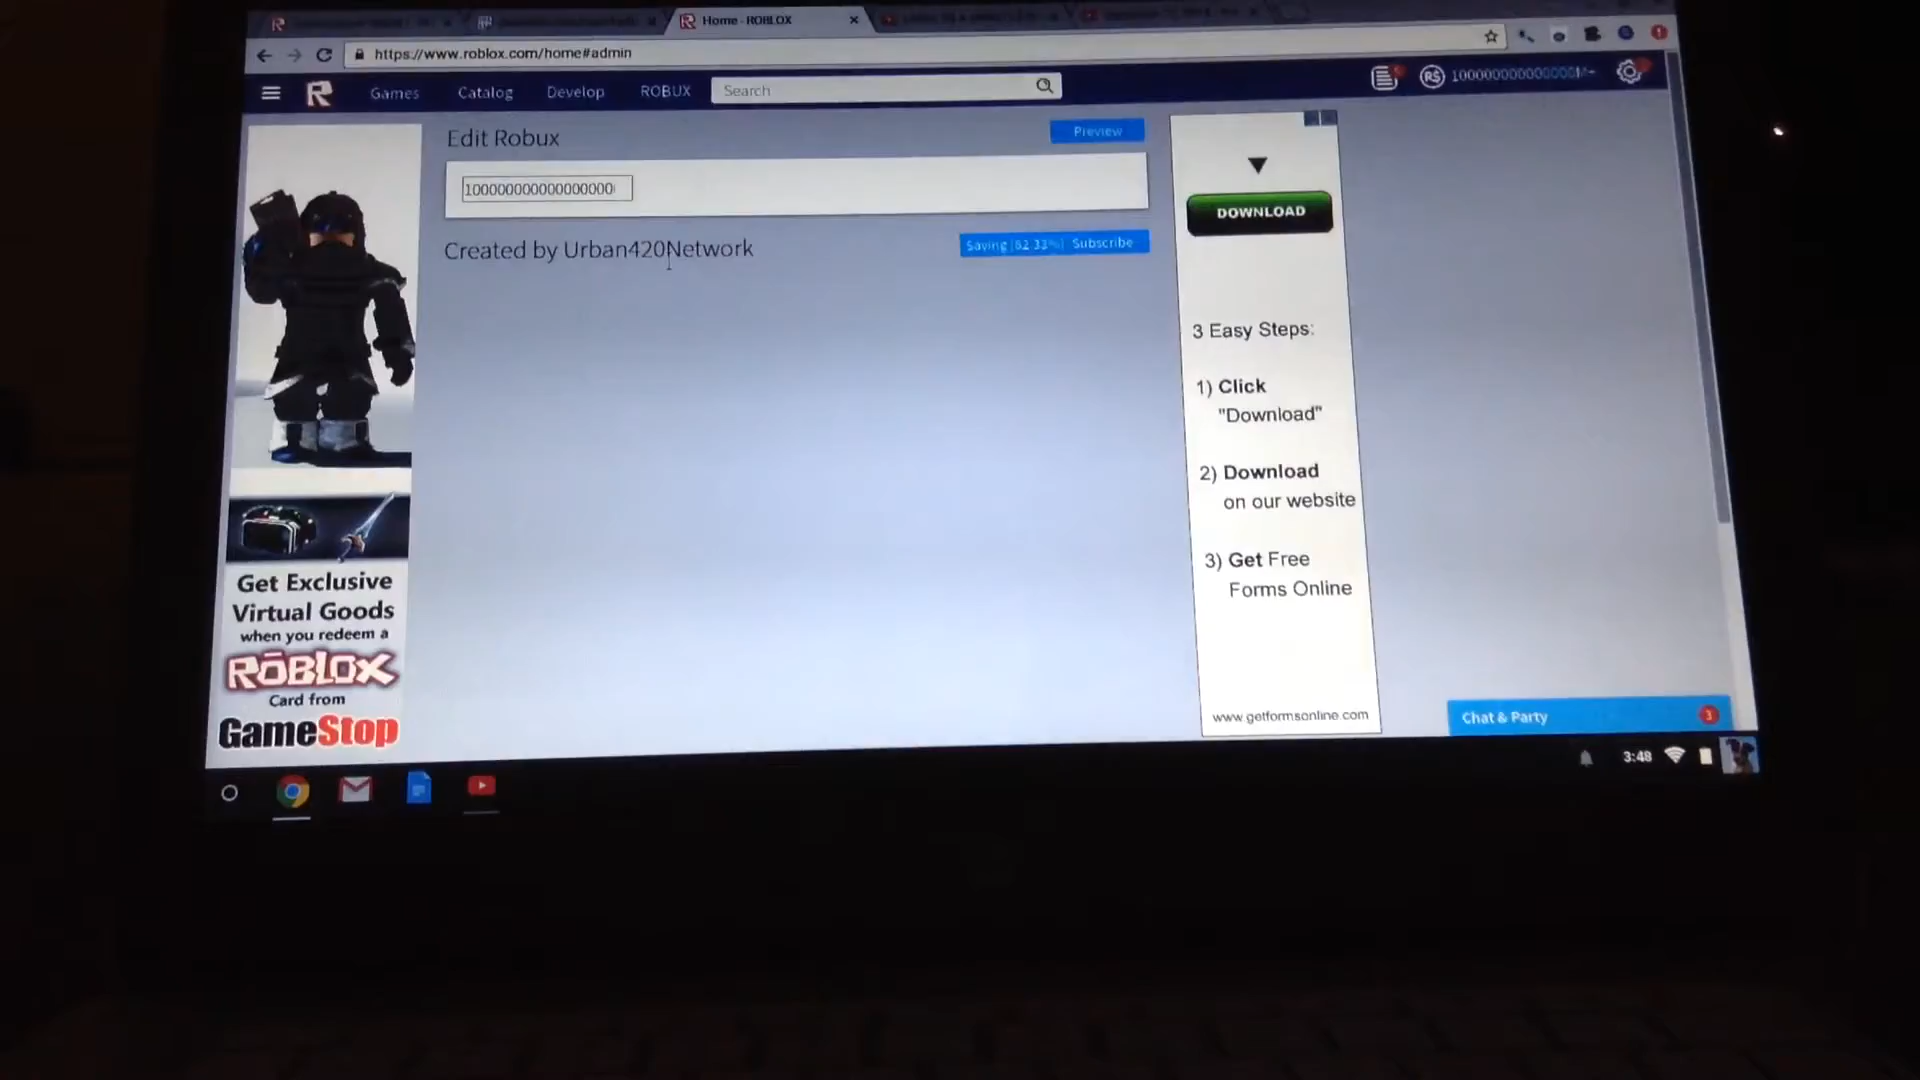 Home - ROBLOX
https://www.roblox.com/home#admin
Games
Catalog
Develop
ROBUX
Search
Edit Robux
Preview
Created by Urban420Network
Subscribe
DOWNLOAD
3 Easy Steps:
1) Click
"Download"
2) Download
on our website
3) Get Free
Forms Online
www.getformsonline.com
Get Exclusive
Virtual Goods
when you redeem a
ROBLOX
Card from
GameStop
Chat & Party
3:48